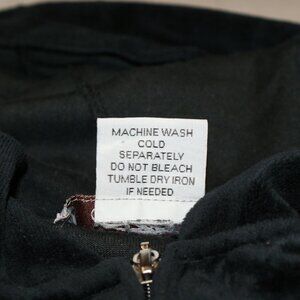 MACHINE WASH
COLD
SEPARATELY
DO NOT BLEACH
TUMBLE DRY IRON
IF NEEDED